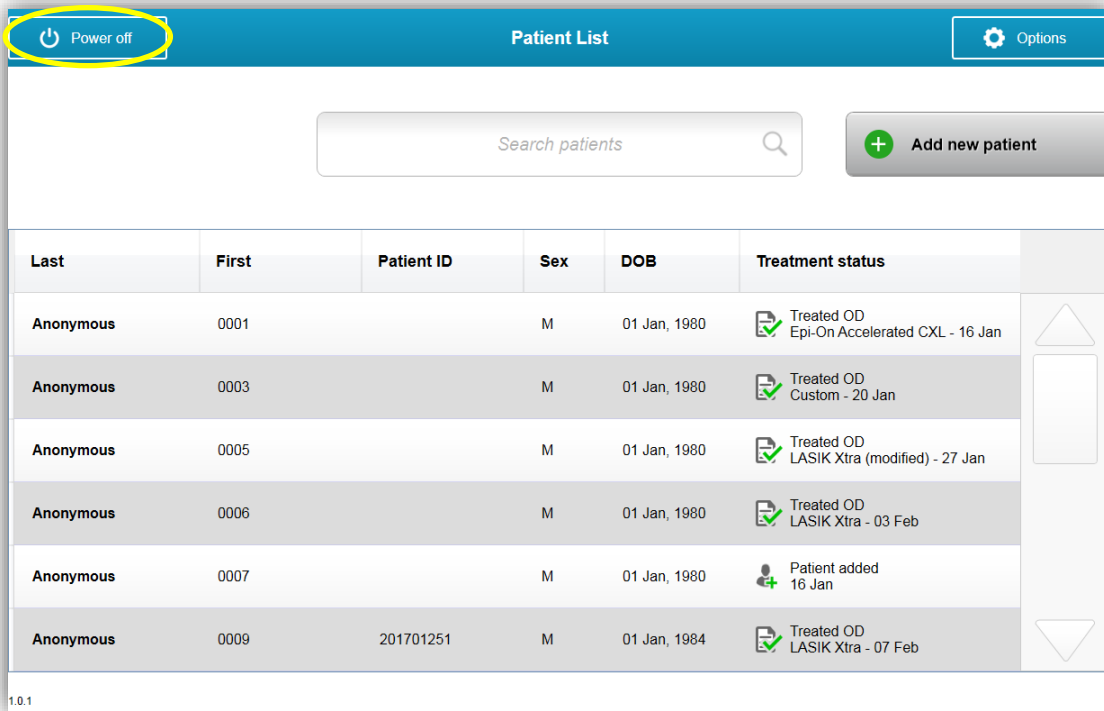 Power off
Patient List
Options
Search patients
Add new patient
Last First Patient ID Sex DOB Treatment status
Anonymous 0001 M 01 Jan, 1980 Treated OD
Epi-On Accelerated CXL - 16 Jan
Anonymous 0003 M 01 Jan, 1980 Treated OD
Custom - 20 Jan
Anonymous 0005 M 01 Jan, 1980 Treated OD
LASIK Xtra (modified) - 27 Jan
Anonymous 0006 M 01 Jan, 1980 Treated OD
LASIK Xtra - 03 Feb
Anonymous 0007 M 01 Jan, 1980 Patient added
16 Jan
Anonymous 0009 201701251 M 01 Jan, 1984 Treated OD
LASIK Xtra - 07 Feb
1.0.1